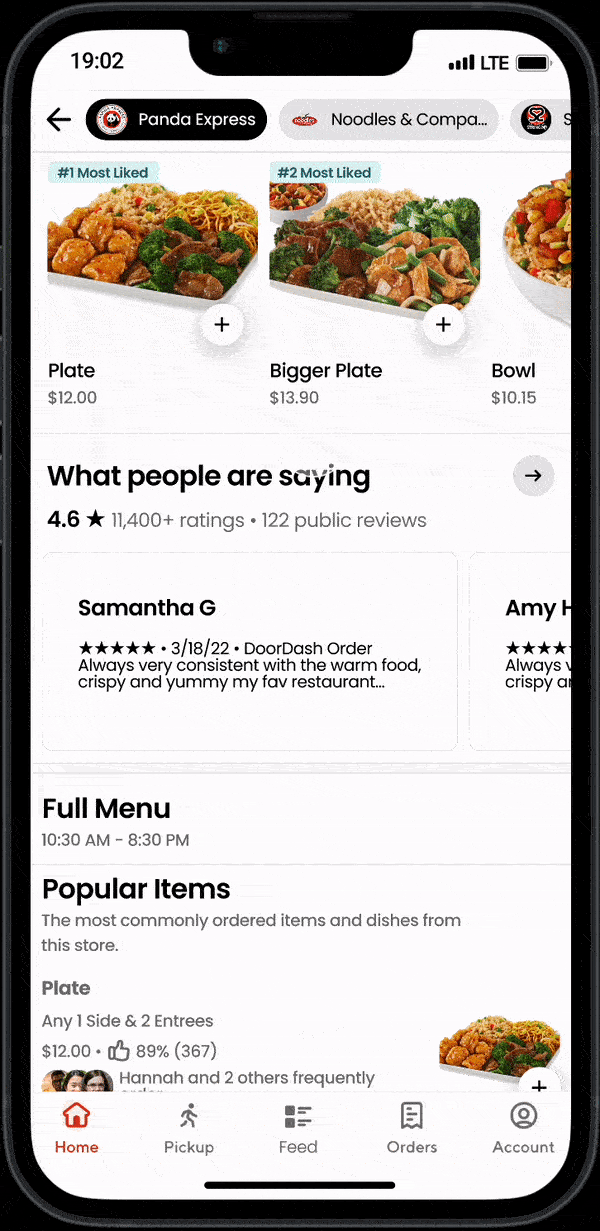 19:02
LTE
Panda Express
Noodles & Compa...
S
#1 Most Liked
#2 Most Liked
Plate
Bigger Plate
Bowl
$12.00
$13.90
$10.15
What people are saying
4.6 ★ 11,400+ ratings • 122 public reviews
Samantha G
★★★★★ • 3/18/22 • DoorDash Order
Always very consistent with the warm food,
crispy and yummy my fav restaurant...
Amy H
★★★★
Always v
crispy an
Full Menu
10:30 AM - 8:30 PM
Popular Items
The most commonly ordered items and dishes from
this store.
Plate
Any 1 Side & 2 Entrees
$12.00 • 89% (367)
Hannah and 2 others frequently
Home
Pickup
Feed
Orders
Account